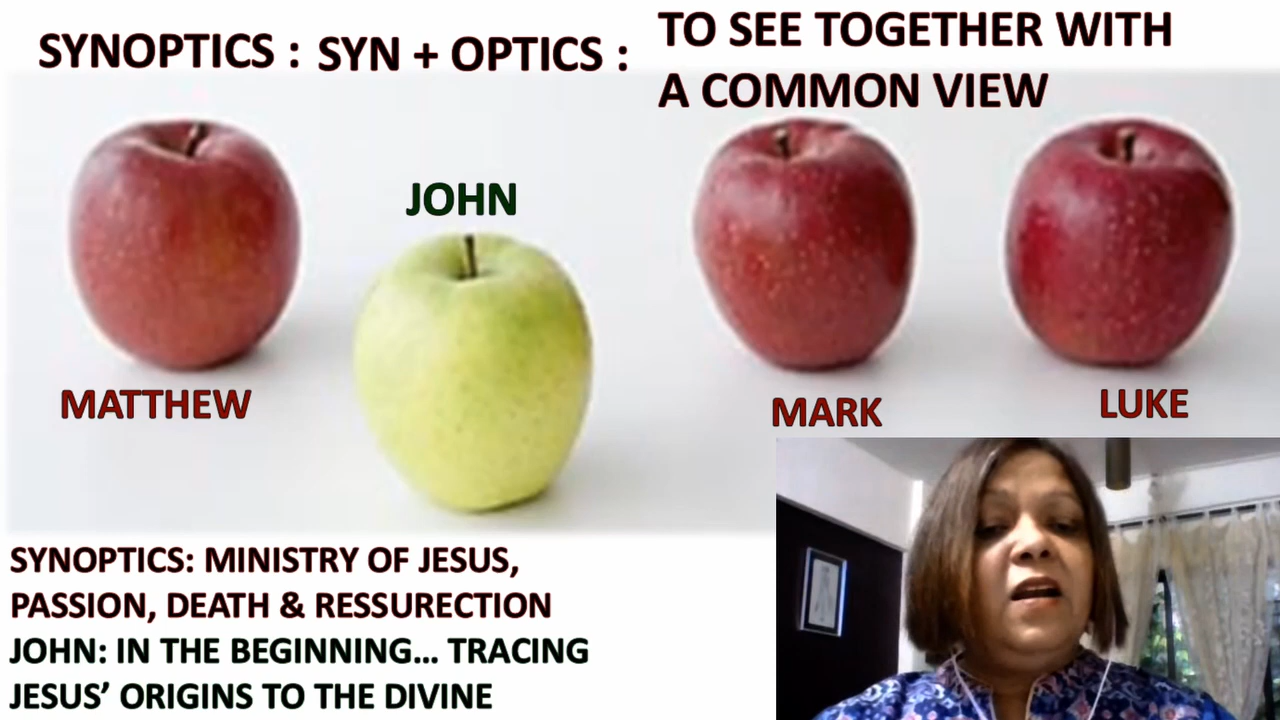 SYNOPTICS : SYN + OPTICS :
TO SEE TOGETHER WITH
A COMMON VIEW
JOHN
MATTHEW
MARK
LUKE
SYNOPTICS: MINISTRY OF JESUS,
PASSION, DEATH & RESSURECTION
JOHN: IN THE BEGINNING... TRACING
JESUS' ORIGINS TO THE DIVINE